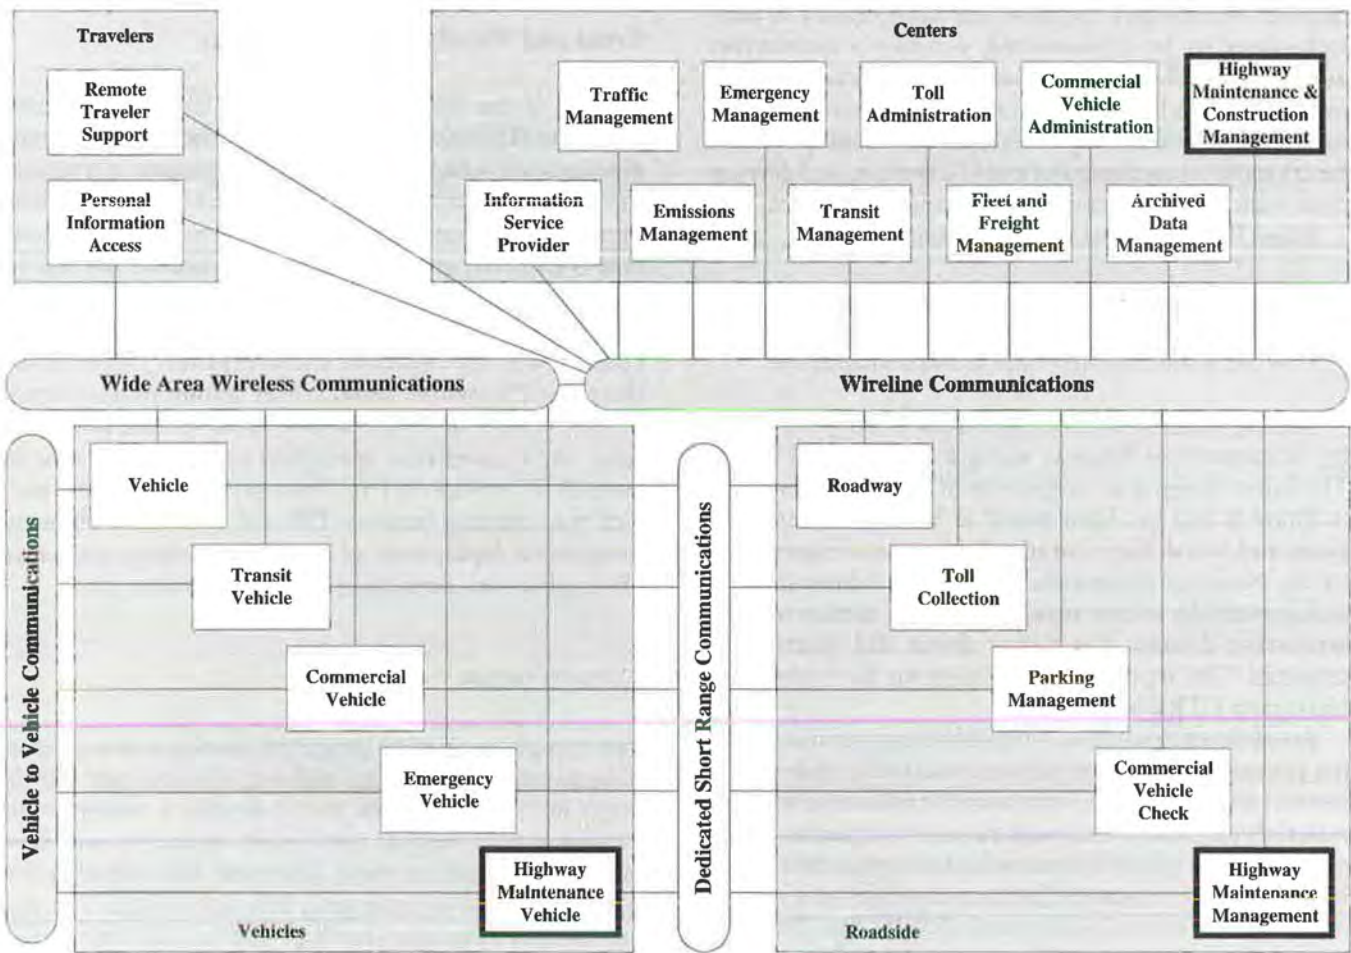 Travelers
Remote
Traveler
Support
Personal
Information
Access
Centers
Traffic
Management
Emergency
Management
Toll
Administration
Commercial
Vehicle
Administration
Highway
Maintenance &
Construction
Management
Information
Service
Provider
Emissions
Management
Transit
Management
Fleet and
Freight
Management
Archived
Data
Management
Wide Area Wireless Communications
Wireline Communications
Vehicle to Vehicle Communications
Vehicle
Transit
Vehicle
Commercial
Vehicle
Emergency
Vehicle
Highway
Maintenance
Vehicle
Vehicles
Dedicated Short Range Communications
Roadway
Toll
Collection
Parking
Management
Commercial
Vehicle
Check
Highway
Maintenance
Management
Roadside